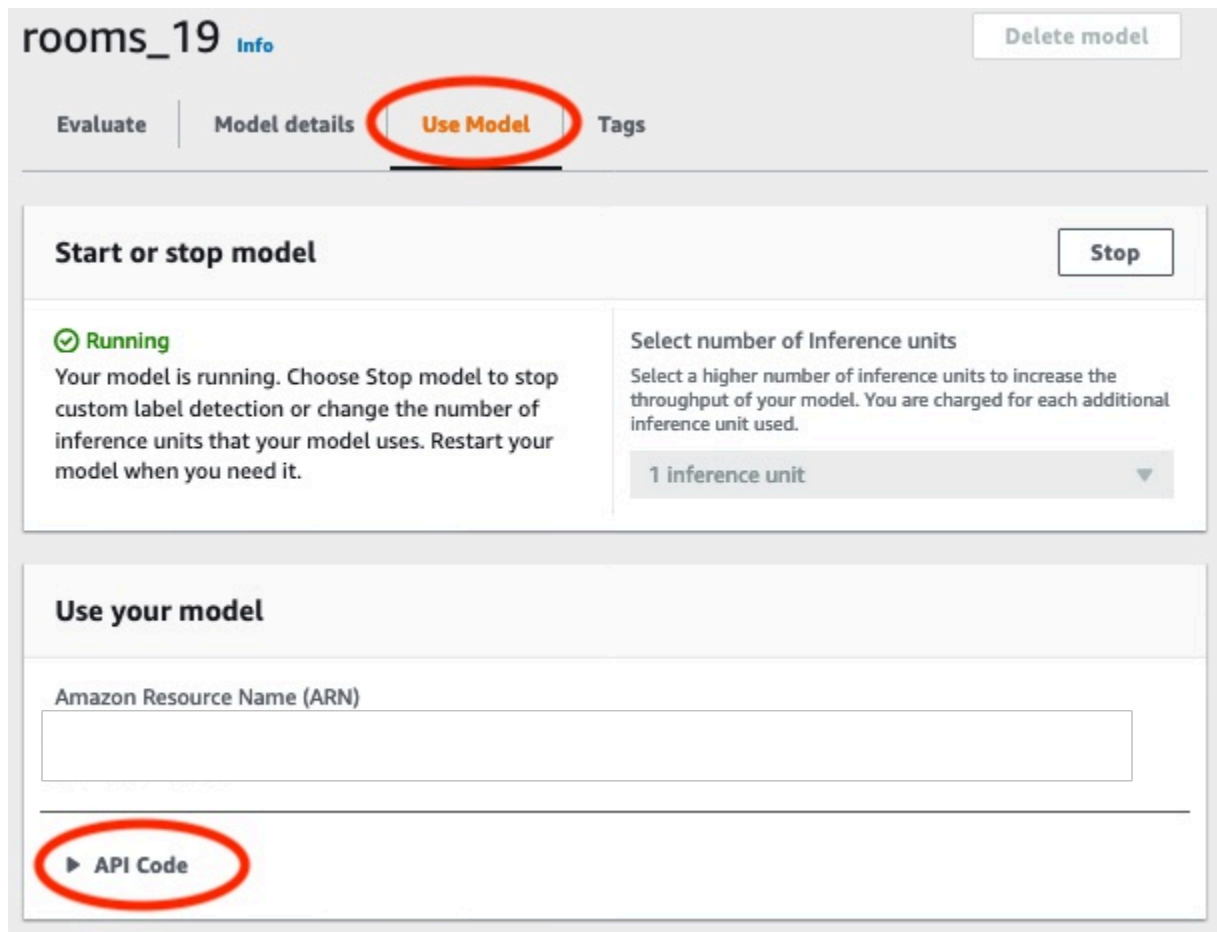 rooms_19 Info
Delete model
Evaluate
Model details
Use Model
Tags
Start or stop model
Stop
Running
Your model is running. Choose Stop model to stop
custom label detection or change the number of
inference units that your model uses. Restart your
model when you need it.
Select number of Inference units
Select a higher number of inference units to increase the
throughput of your model. You are charged for each additional
inference unit used.
1 inference unit
Use your model
Amazon Resource Name (ARN)
API Code